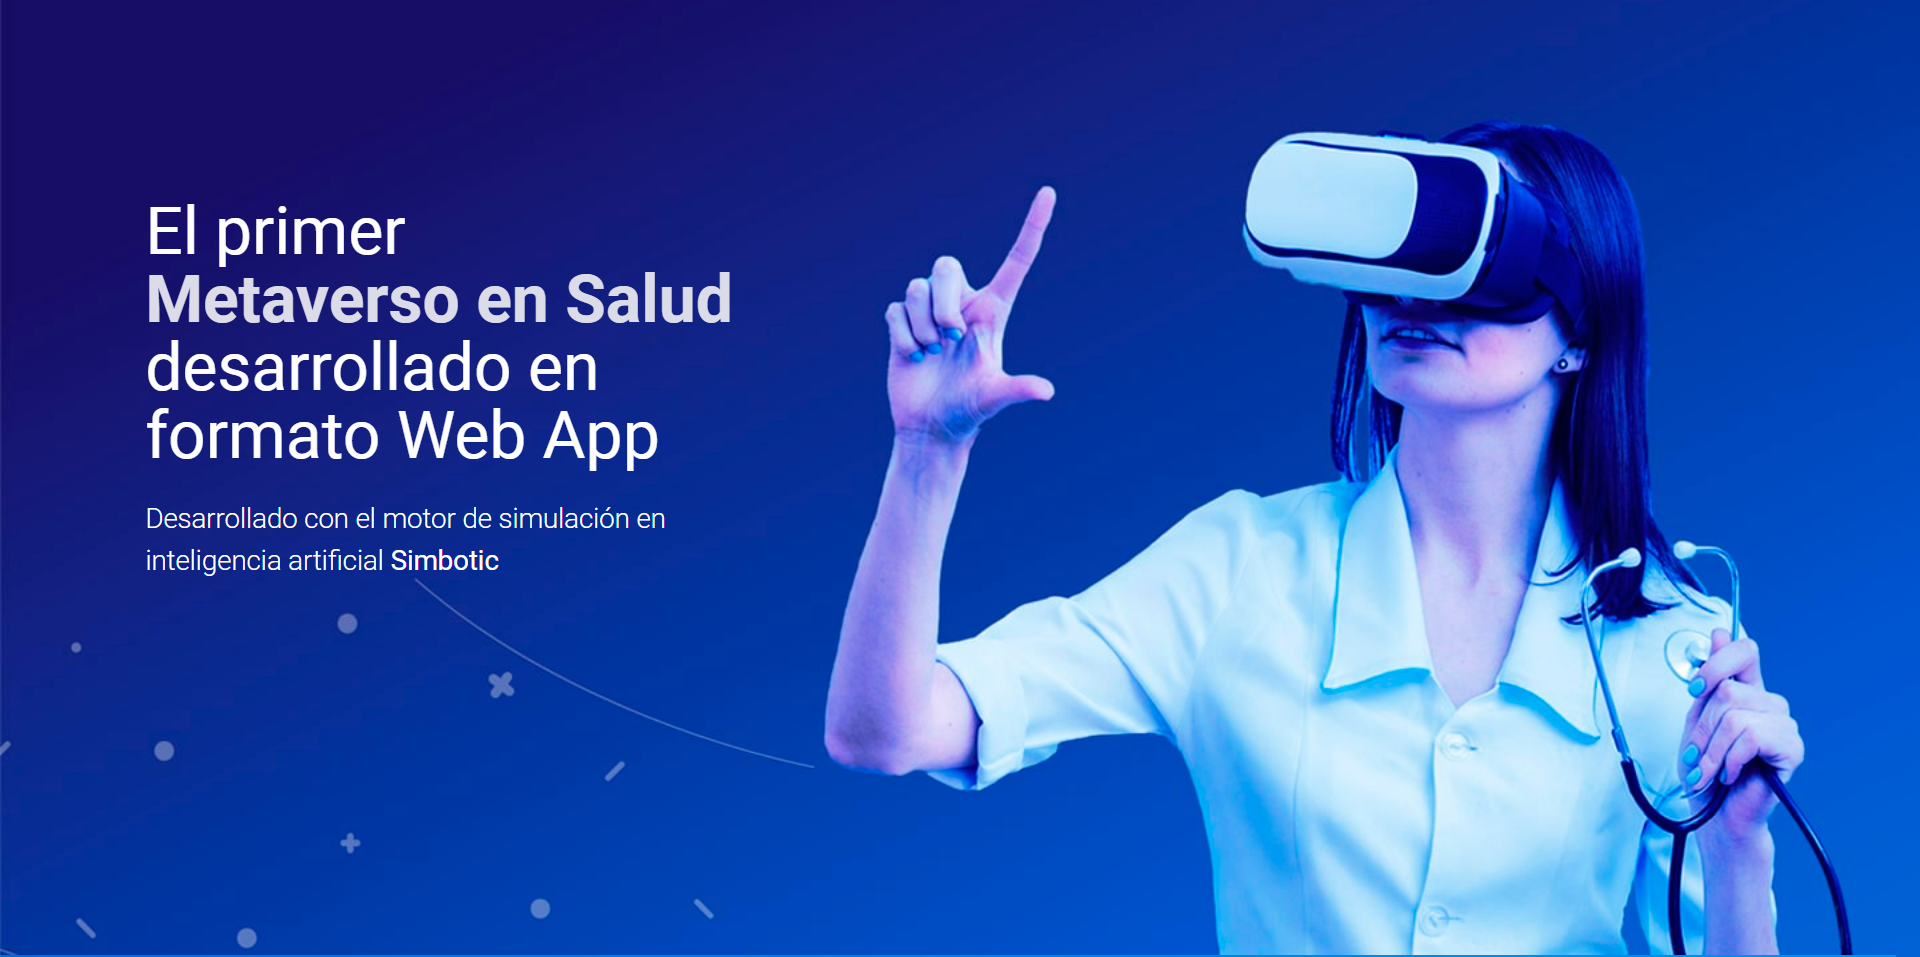 El primer
Metaverso en Salud
desarrollado en
formato Web App
Desarrollado con el motor de simulación en
inteligencia artificial Simbotic